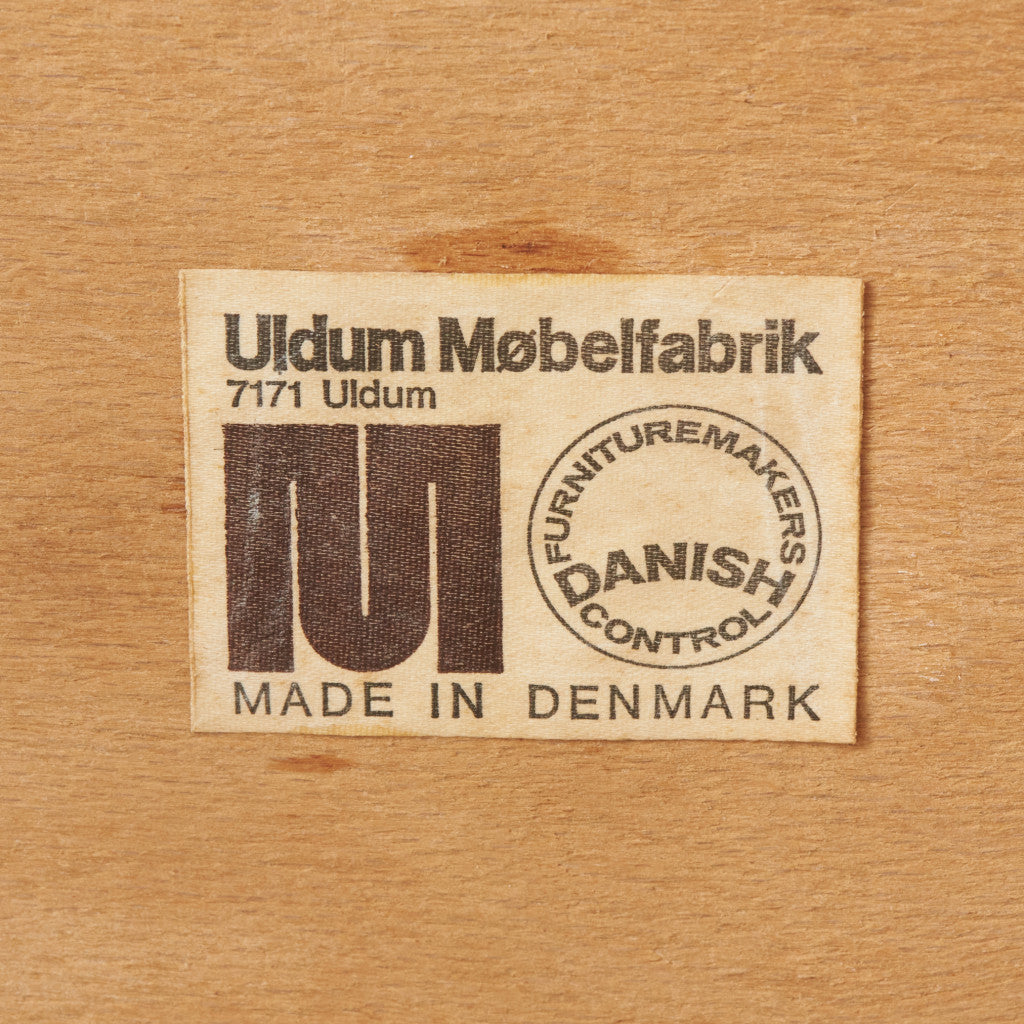 Uldum Møbelfabrik
7171 Uldum
FURNITUREMAKERS
DANISH
CONTROL
MADE IN DENMARK